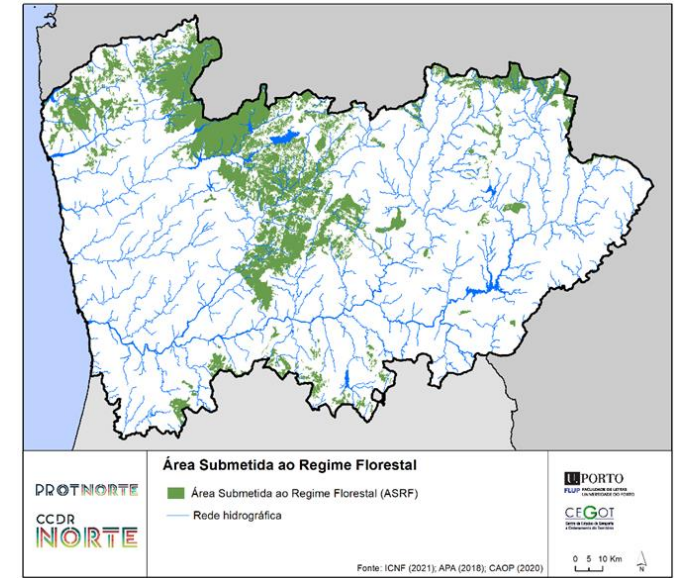 Área Submetida ao Regime Florestal
PROTNORTE
Área Submetida ao Regime Florestal (ASRF)
Rede hidrográfica
CCDR
NORTE
Fonte: ICNF (2021); APA (2018); CAOP (2020)
U.PORTO
FLUP FACULDADE DE LETRAS
UNIVERSIDADE DO PORTO
CEGOT
Centro de Estudos de Geografia
e Ordenamento do Território
0 5 10 Km
N